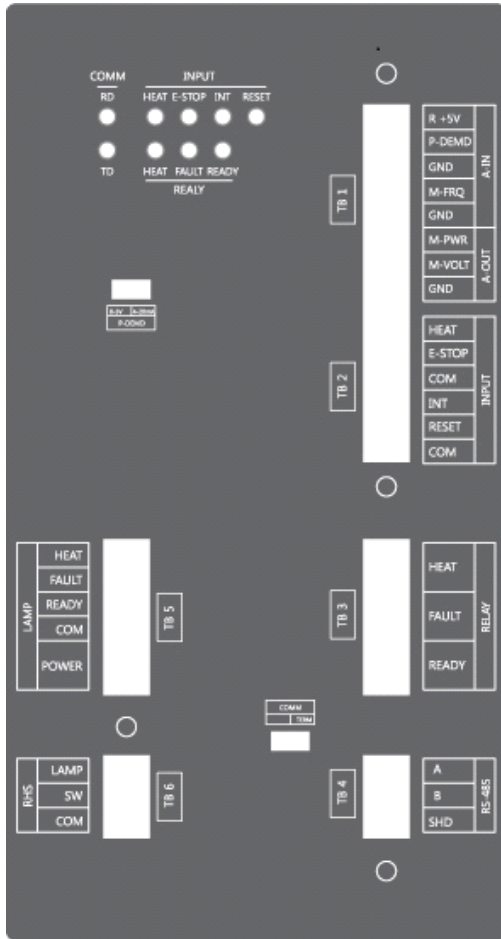 COMM INPUT
RD HEAT E-STOP INT RESET
TD HEAT FAULT READY
REALY
P-DEMD
TB 1
R +5V
P-DEMD
GND
M-FRQ
GND
A-IN
M-PWR
M-VOLT
GND
A-OUT
TB 2
HEAT
E-STOP
COM
INT
RESET
COM
INPUT
LAMP
HEAT
FAULT
READY
COM
POWER
TB 5
TB 3
HEAT
FAULT
READY
RELAY
COMM
TERM
RHS
LAMP
SW
COM
TB 6
TB 4
A
B
SHD
RS-485